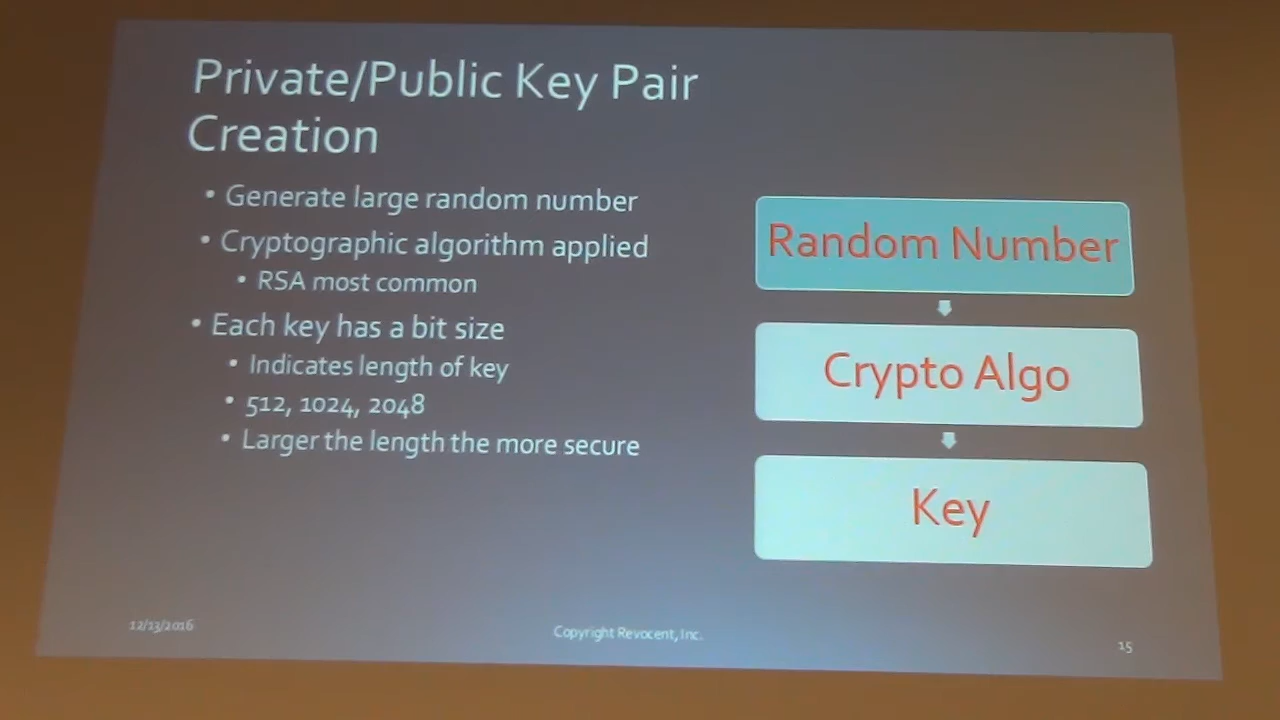 Private/Public Key Pair
Creation
• Generate large random number
• Cryptographic algorithm applied
• RSA most common
• Each key has a bit size
• Indicates length of key
• 512, 1024, 2048
• Larger the length the more secure
Random Number
Crypto Algo
Key
12/13/2016
Copyright Revocent, Inc.
15